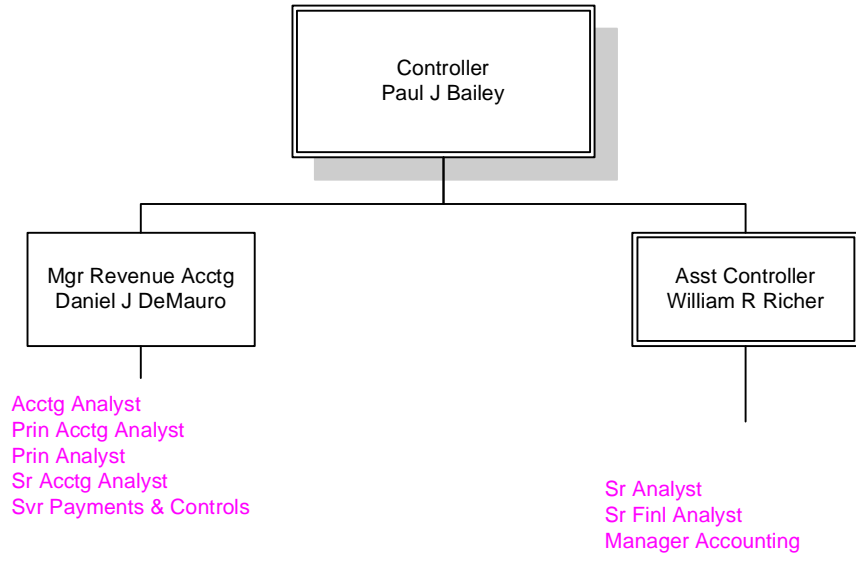 Controller
Paul J Bailey
Mgr Revenue Acctg
Daniel J DeMauro
Asst Controller
William R Richer
Acctg Analyst
Prin Acctg Analyst
Prin Analyst
Sr Acctg Analyst
Svr Payments & Controls
Sr Analyst
Sr Finl Analyst
Manager Accounting